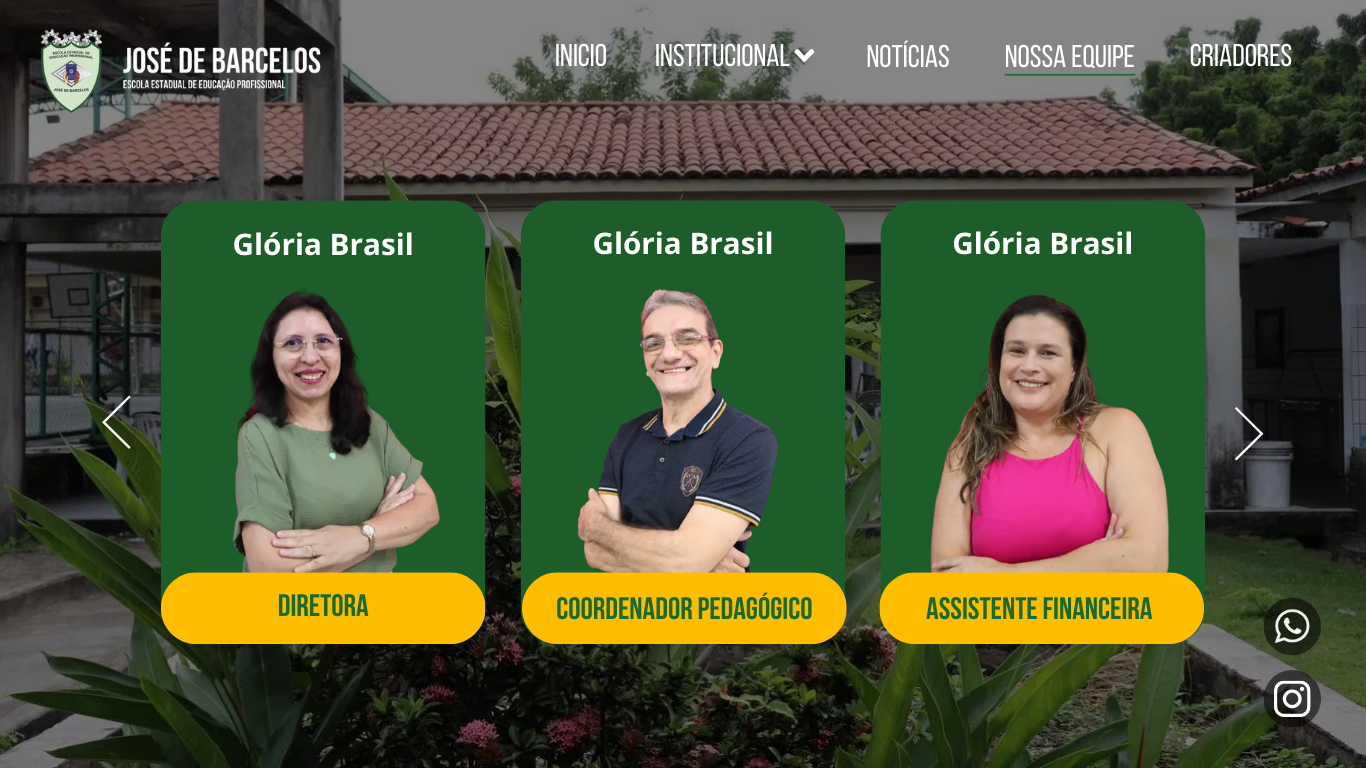 ESCOLA ESTADUAL DE
EDUCAÇÃO PROFISSIONAL
JOSÉ DE BARCELOS
JOSÉ DE BARCELOS
ESCOLA ESTADUAL DE EDUCAÇÃO PROFISSIONAL
INICIO
INSTITUCIONAL
NOTÍCIAS
NOSSA EQUIPE
CRIADORES
Glória Brasil
Glória Brasil
Glória Brasil
DIRETORA
COORDENADOR PEDAGÓGICO
ASSISTENTE FINANCEIRA